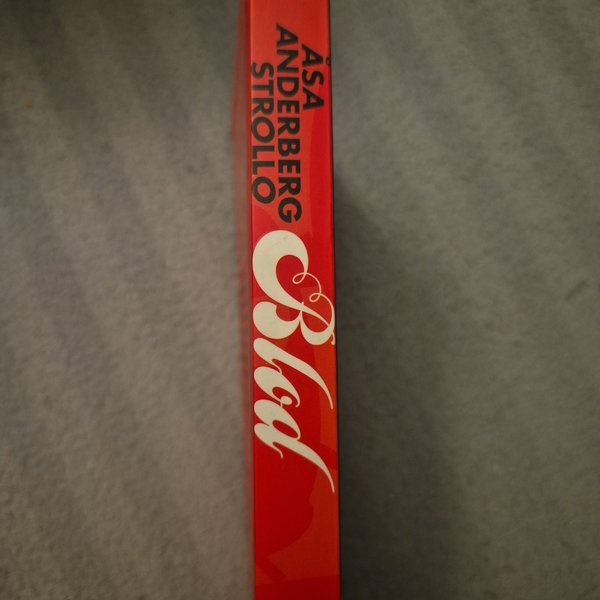 ÅSA
ANDERBERG
STROLLO
Blod